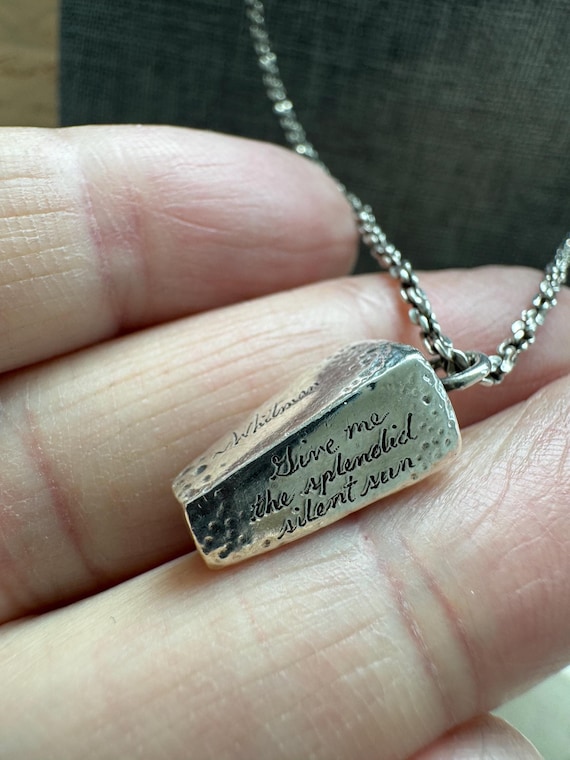 Whitman
Give me
the splendid
silent sun